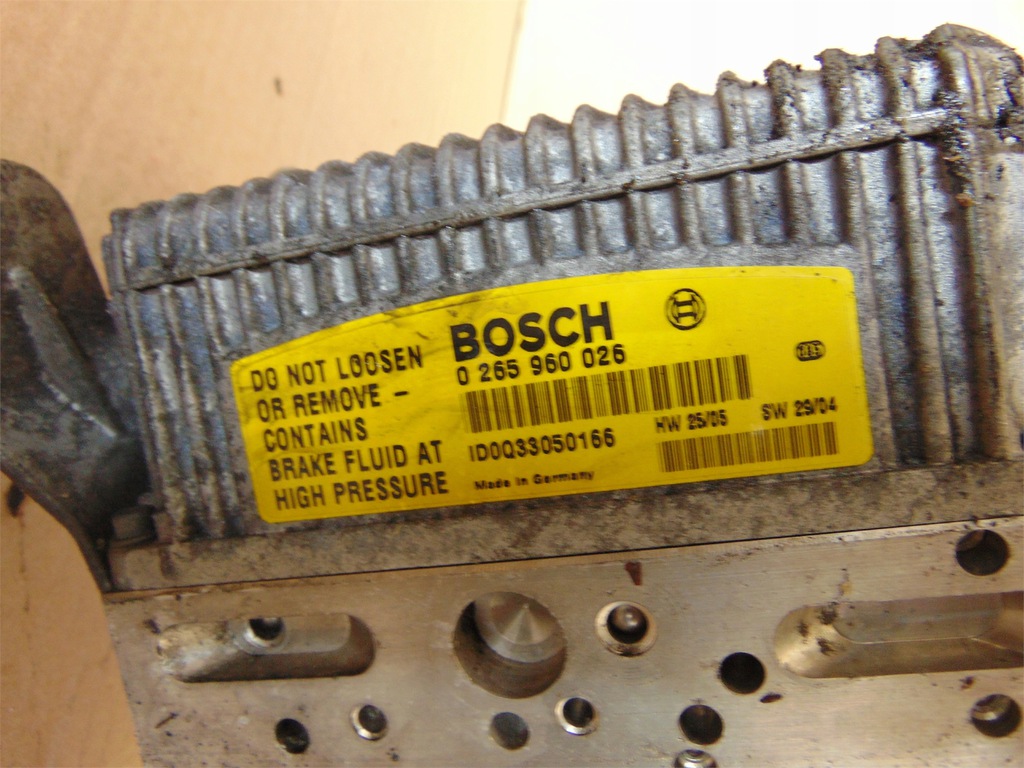 DO NOT LOOSEN
OR REMOVE –
CONTAINS
BRAKE FLUID AT
HIGH PRESSURE
BOSCH
0 265 960 026
ID0Q33050166
Made in Germany
HW 25/05 SW 29/04